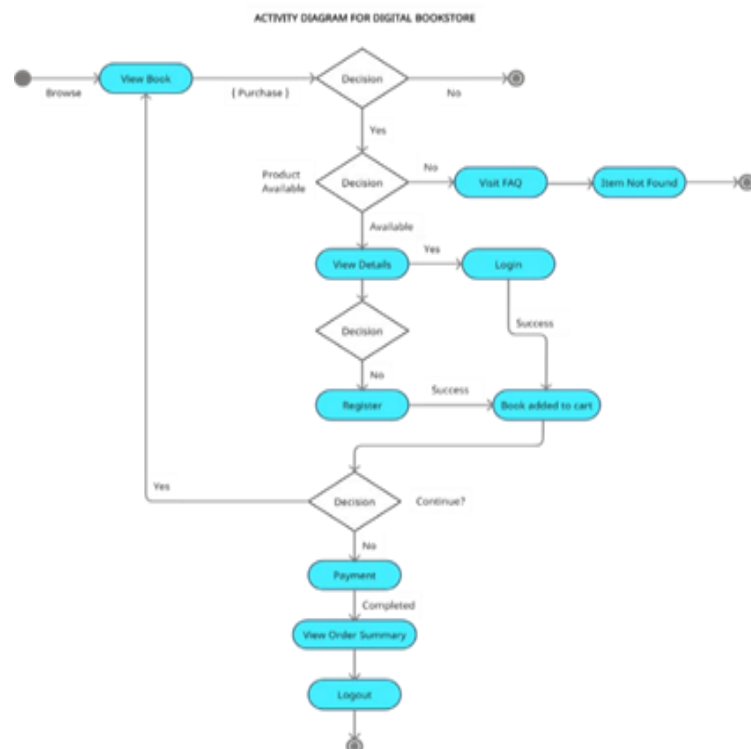 ACTIVITY DIAGRAM FOR DIGITAL BOOKSTORE
View Book
Decision
Browse
( Purchase )
No
Yes
Product
Available
Decision
No
Visit FAQ
Item Not Found
Available
View Details
Yes
Login
Decision
Success
No
Register
Success
Book added to cart
Yes
Decision
Continue?
No
Payment
Completed
View Order Summary
Logout